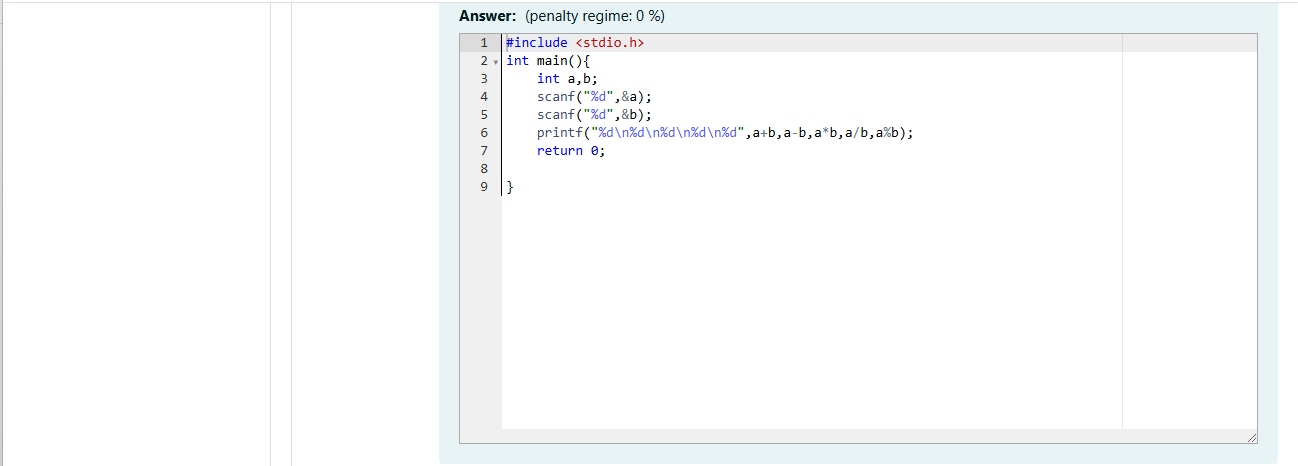 Answer: (penalty regime: 0 %)
1 #include <stdio.h>
2 int main(){
3     int a,b;
4     scanf("%d",&a);
5     scanf("%d",&b);
6     printf("%d\n%d\n%d\n%d\n%d",a+b,a-b,a*b,a/b,a%b);
7     return 0;
8
9 }